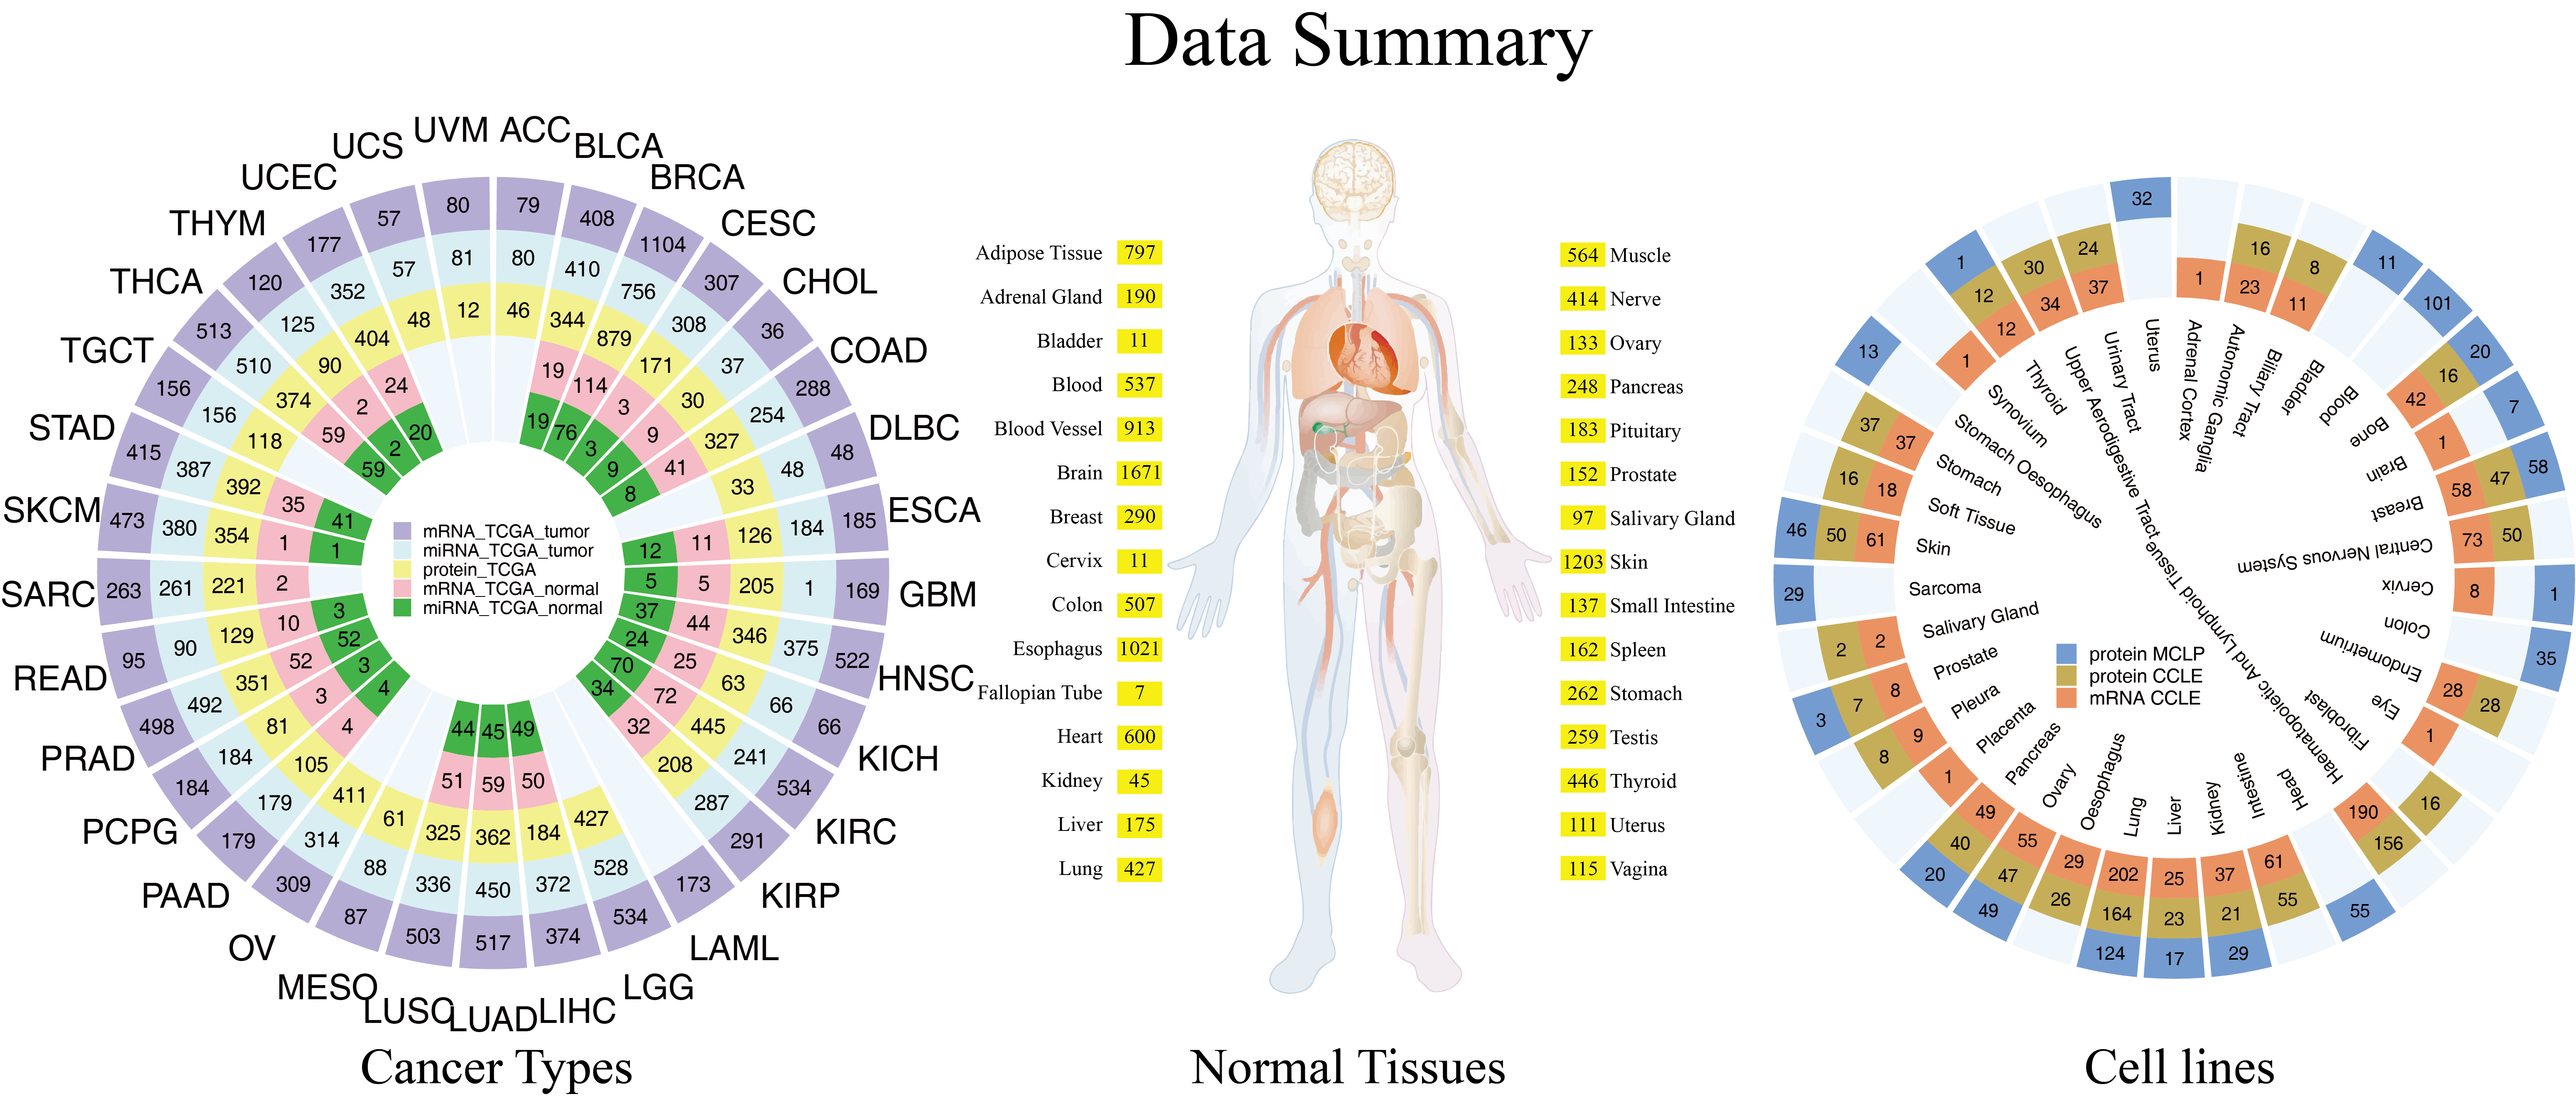 Data Summary
UVM
ACC
BLCA
BRCA
CESC
CHOL
COAD
DLBC
ESCA
GBM
HNSC
KICH
KIRC
KIRP
LAML
LGG
LIHC
LUAD
LUSC
MESO
OV
PAAD
PCPG
PRAD
READ
SARC
SKCM
STAD
TGCT
THCA
THYM
UCEC
UCS
80 81 12
79 80 46
408 410 344 19 19
1104 756 879 114 76
307 308 171 3 3
36 37 30 9 9
288 254 327 41 8
48 48 33
185 184 126 11 12
169 1 205 5 5
522 375 346 44 37
66 66 63 25 24
534 241 445 72 70
291 287 208 32 34
173
534 528 427
374 372 184 50 49
517 450 362 59 45
503 336 325 51 44
87 88 61
309 314 411
179 179 105 4 4
184 184 81 3 3
498 492 351 52 52
95 90 129 10 3
263 261 221 2
473 380 354 1 1
415 387 392 35 41
156 156 118
513 510 374 59 59
120 125 90 2 2
177 352 404 24 20
57 57 48
mRNA_TCGA_tumor
miRNA_TCGA_tumor
protein_TCGA
mRNA_TCGA_normal
miRNA_TCGA_normal
Cancer Types
Adipose Tissue 797
Adrenal Gland 190
Bladder 11
Blood 537
Blood Vessel 913
Brain 1671
Breast 290
Cervix 11
Colon 507
Esophagus 1021
Fallopian Tube 7
Heart 600
Kidney 45
Liver 175
Lung 427
564 Muscle
414 Nerve
133 Ovary
248 Pancreas
183 Pituitary
152 Prostate
97 Salivary Gland
1203 Skin
137 Small Intestine
162 Spleen
262 Stomach
259 Testis
446 Thyroid
111 Uterus
115 Vagina
Normal Tissues
Adrenal Cortex
Autonomic Ganglia
Biliary Tract
Bladder
Blood
Bone
Brain
Breast
Central Nervous System
Cervix
Colon
Endometrium
Eye
Fibroblast
Haematopoietic And Lymphoid Tissue
Head
Intestine
Kidney
Liver
Lung
Oesophagus
Ovary
Pancreas
Placenta
Pleura
Prostate
Salivary Gland
Sarcoma
Skin
Soft Tissue
Stomach
Stomach Oesophagus
Synovium
Thyroid
Upper Aerodigestive Tract
Urinary Tract
Uterus
1
16 23
8 11
11
101
20 16 42
7 1
58 47 58
50 73
1 8
35
28 28
1
16
156 190
55
55 61
29 21 37
17 23 25
124 164 202
26 29
49 47 55
20 40 49
1
8 9
3 7 8
2 2
29
46 50 61
16 18
37 37
13
1
1 12 12
30 34
24 37
32
protein MCLP
protein CCLE
mRNA CCLE
Cell lines